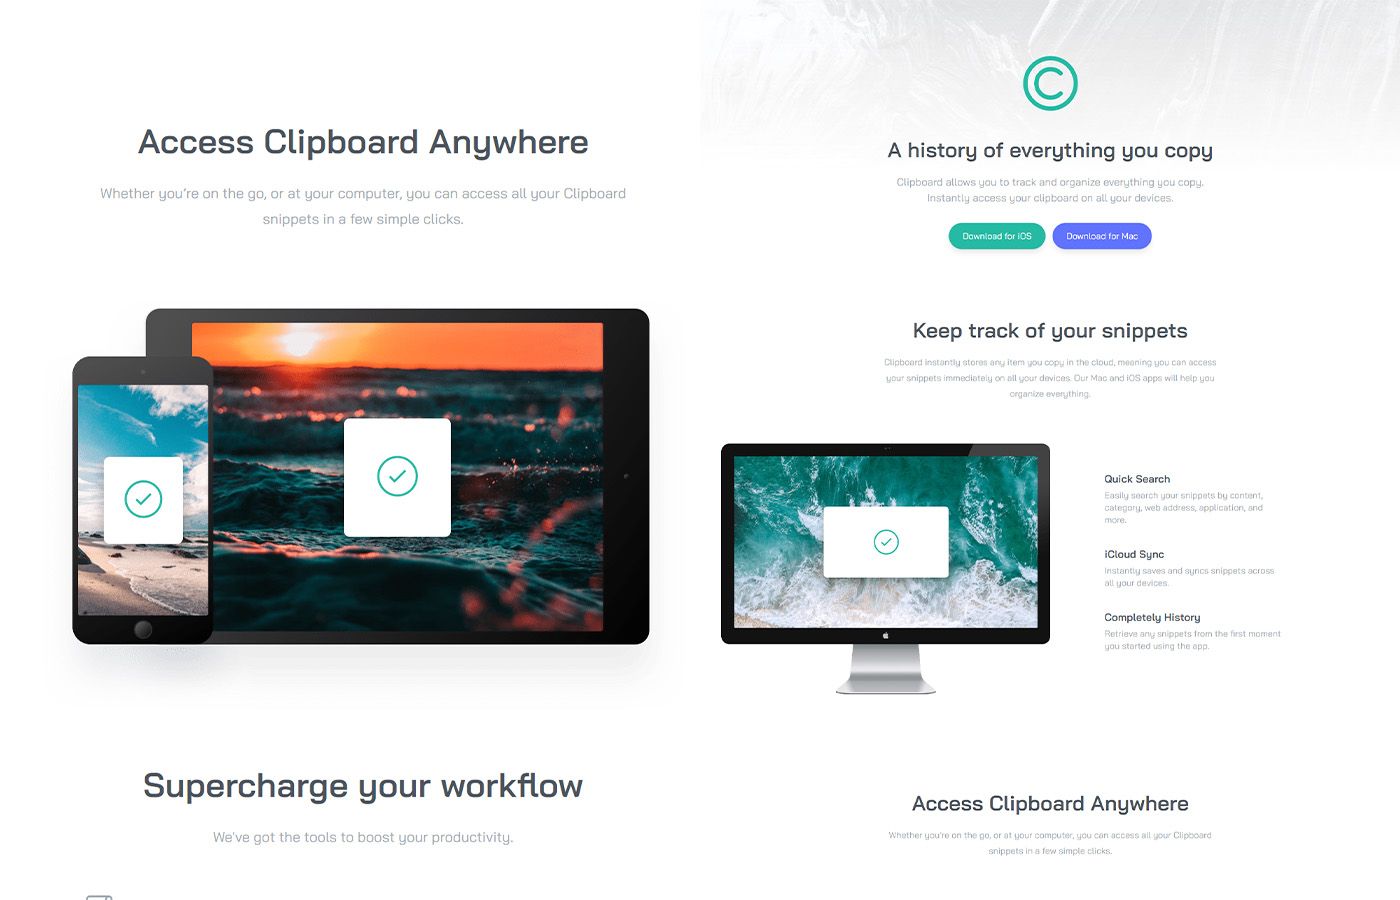 Access Clipboard Anywhere
Whether you're on the go, or at your computer, you can access all your Clipboard
snippets in a few simple clicks.
Supercharge your workflow
We've got the tools to boost your productivity.
C
A history of everything you copy
Clipboard allows you to track and organize everything you copy.
Instantly access your clipboard on all your devices.
Download for iOS
Download for Mac
Keep track of your snippets
Clipboard instantly stores any item you copy in the cloud, meaning you can access
your snippets immediately on all your devices. Our Mac and iOS apps will help you
organize everything.
Quick Search
Easily search your snippets by content,
category, web address, application, and
more.
iCloud Sync
Instantly saves and syncs snippets across
all your devices.
Completely History
Retrieve any snippets from the first moment
you started using the app.
Access Clipboard Anywhere
Whether you're on the go, or at your computer, you can access all your Clipboard
snippets in a few simple clicks.